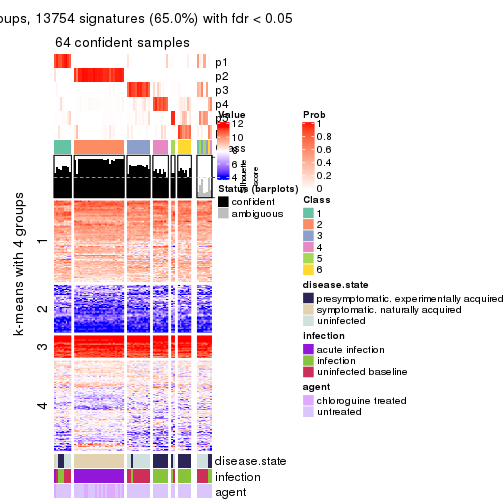 oups, 13754 signatures (65.0%) with fdr < 0.05
64 confident samples
p1
p2
p3
p4
Value
12
10
8
6
4
Silhouette
score
Status (barplots)
confident
ambiguous
Prob
1
0.8
0.6
0.4
0.2
0
Class
1
2
3
4
5
6
disease.state
presymptomatic. experimentally acquired
symptomatic. naturally acquired
uninfected
infection
acute infection
infection
uninfected baseline
agent
chloroguine treated
untreated
k-means with 4 groups
1
2
3
4
disease.state
infection
agent